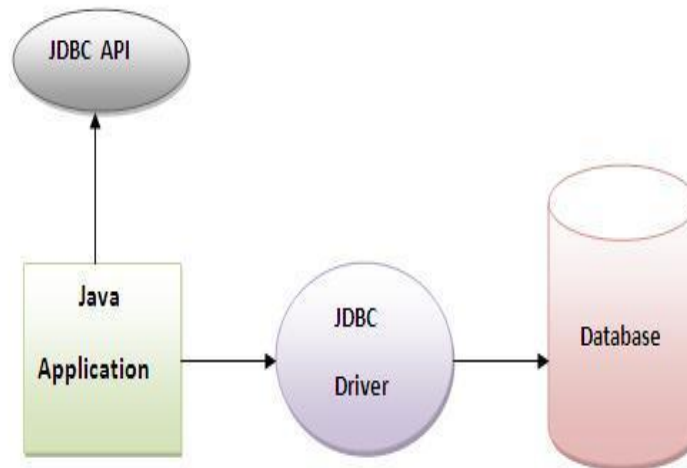 JDBC API
Java
Application
JDBC
Driver
Database